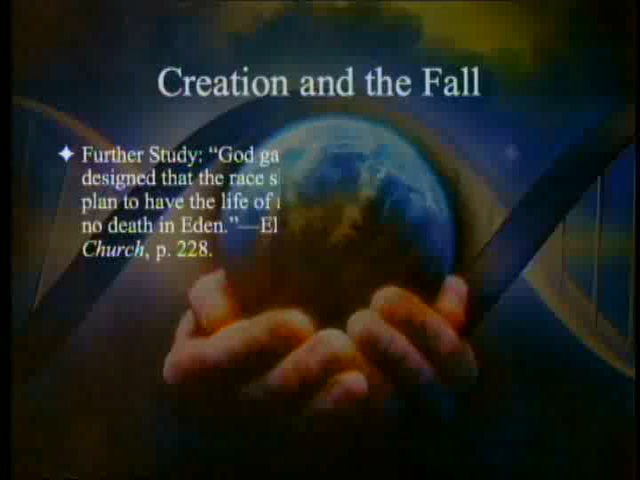 Creation and the Fall
Further Study: “God ga
designed that the race s
plan to have the life of
no death in Eden.”—El
Church, p. 228.